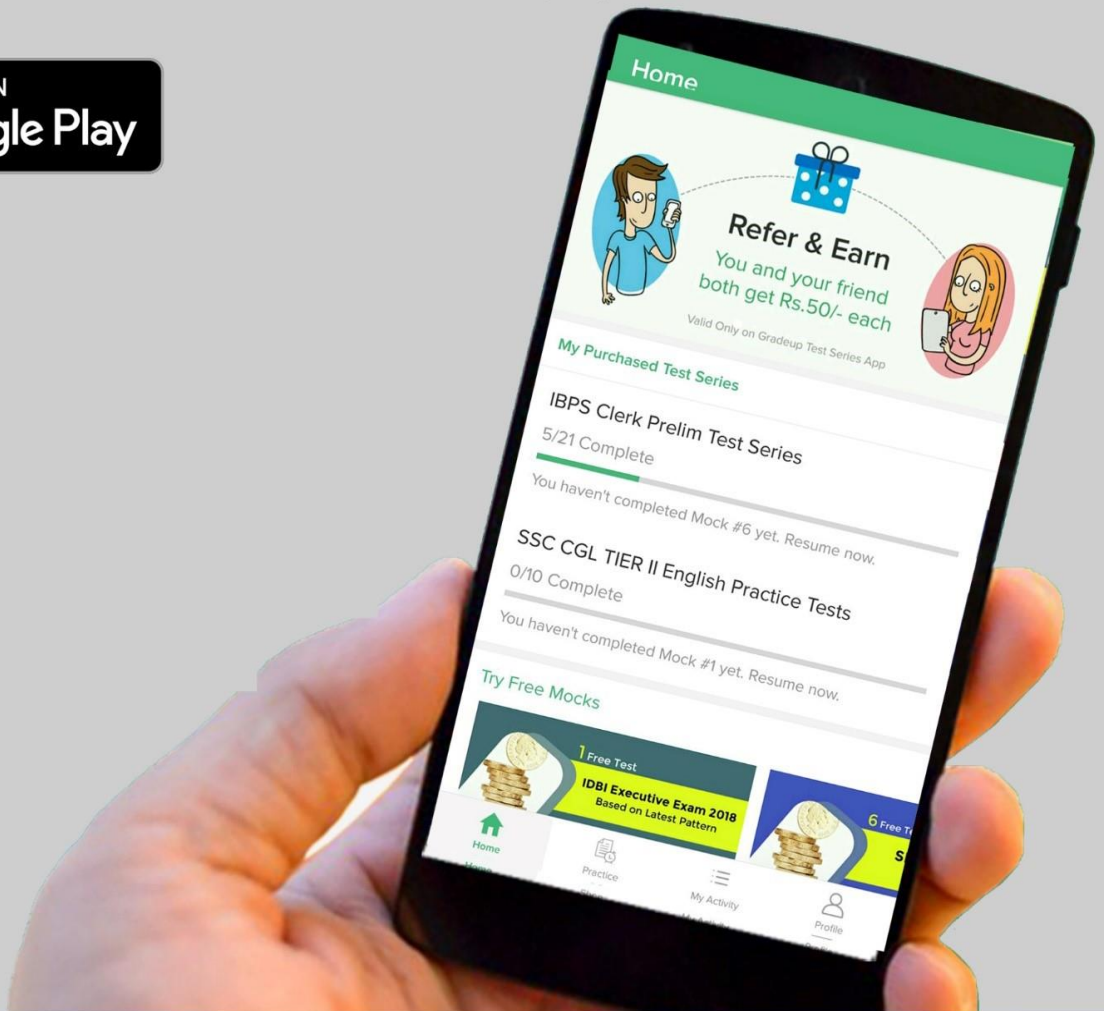 N
gle Play
Home
Refer & Earn
You and your friend
both get Rs.50/- each
Valid Only on Gradeup Test Series App
My Purchased Test Series
IBPS Clerk Prelim Test Series
5/21 Complete
You haven't completed Mock #6 yet. Resume now.
SSC CGL TIER II English Practice Tests
0/10 Complete
You haven't completed Mock #1 yet. Resume now.
Try Free Mocks
1 Free Test
IDBI Executive Exam 2018
Based on Latest Pattern
6 Free
Home
Practice
My Activity
Profile